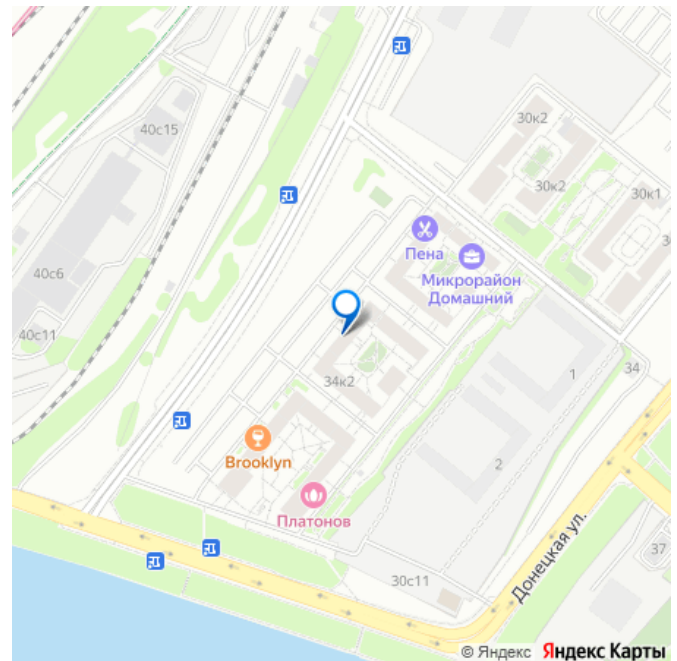 40с15
30к2
30к2
30к1
Пена
Микрорайон
Домашний
40с6
40с11
34к2
1
34
2
Brooklyn
Платонов
Донецкая ул.
37
30с11
© Яндекс Яндекс Карты